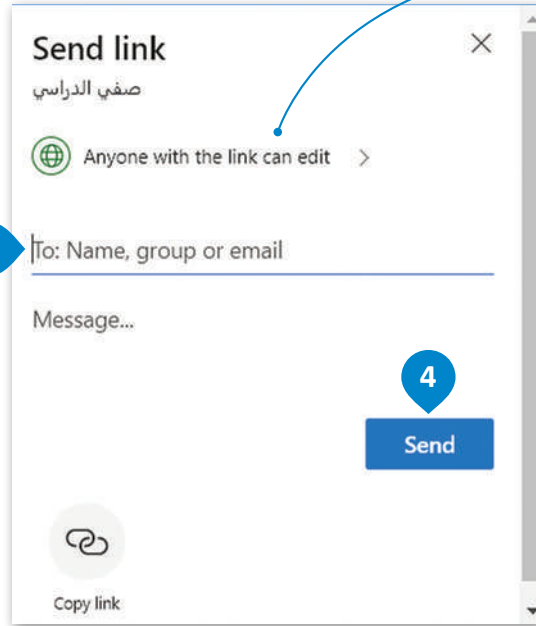 Send link
صفي الدراسي
Anyone with the link can edit
To: Name, group or email
Message...
4
Send
Copy link